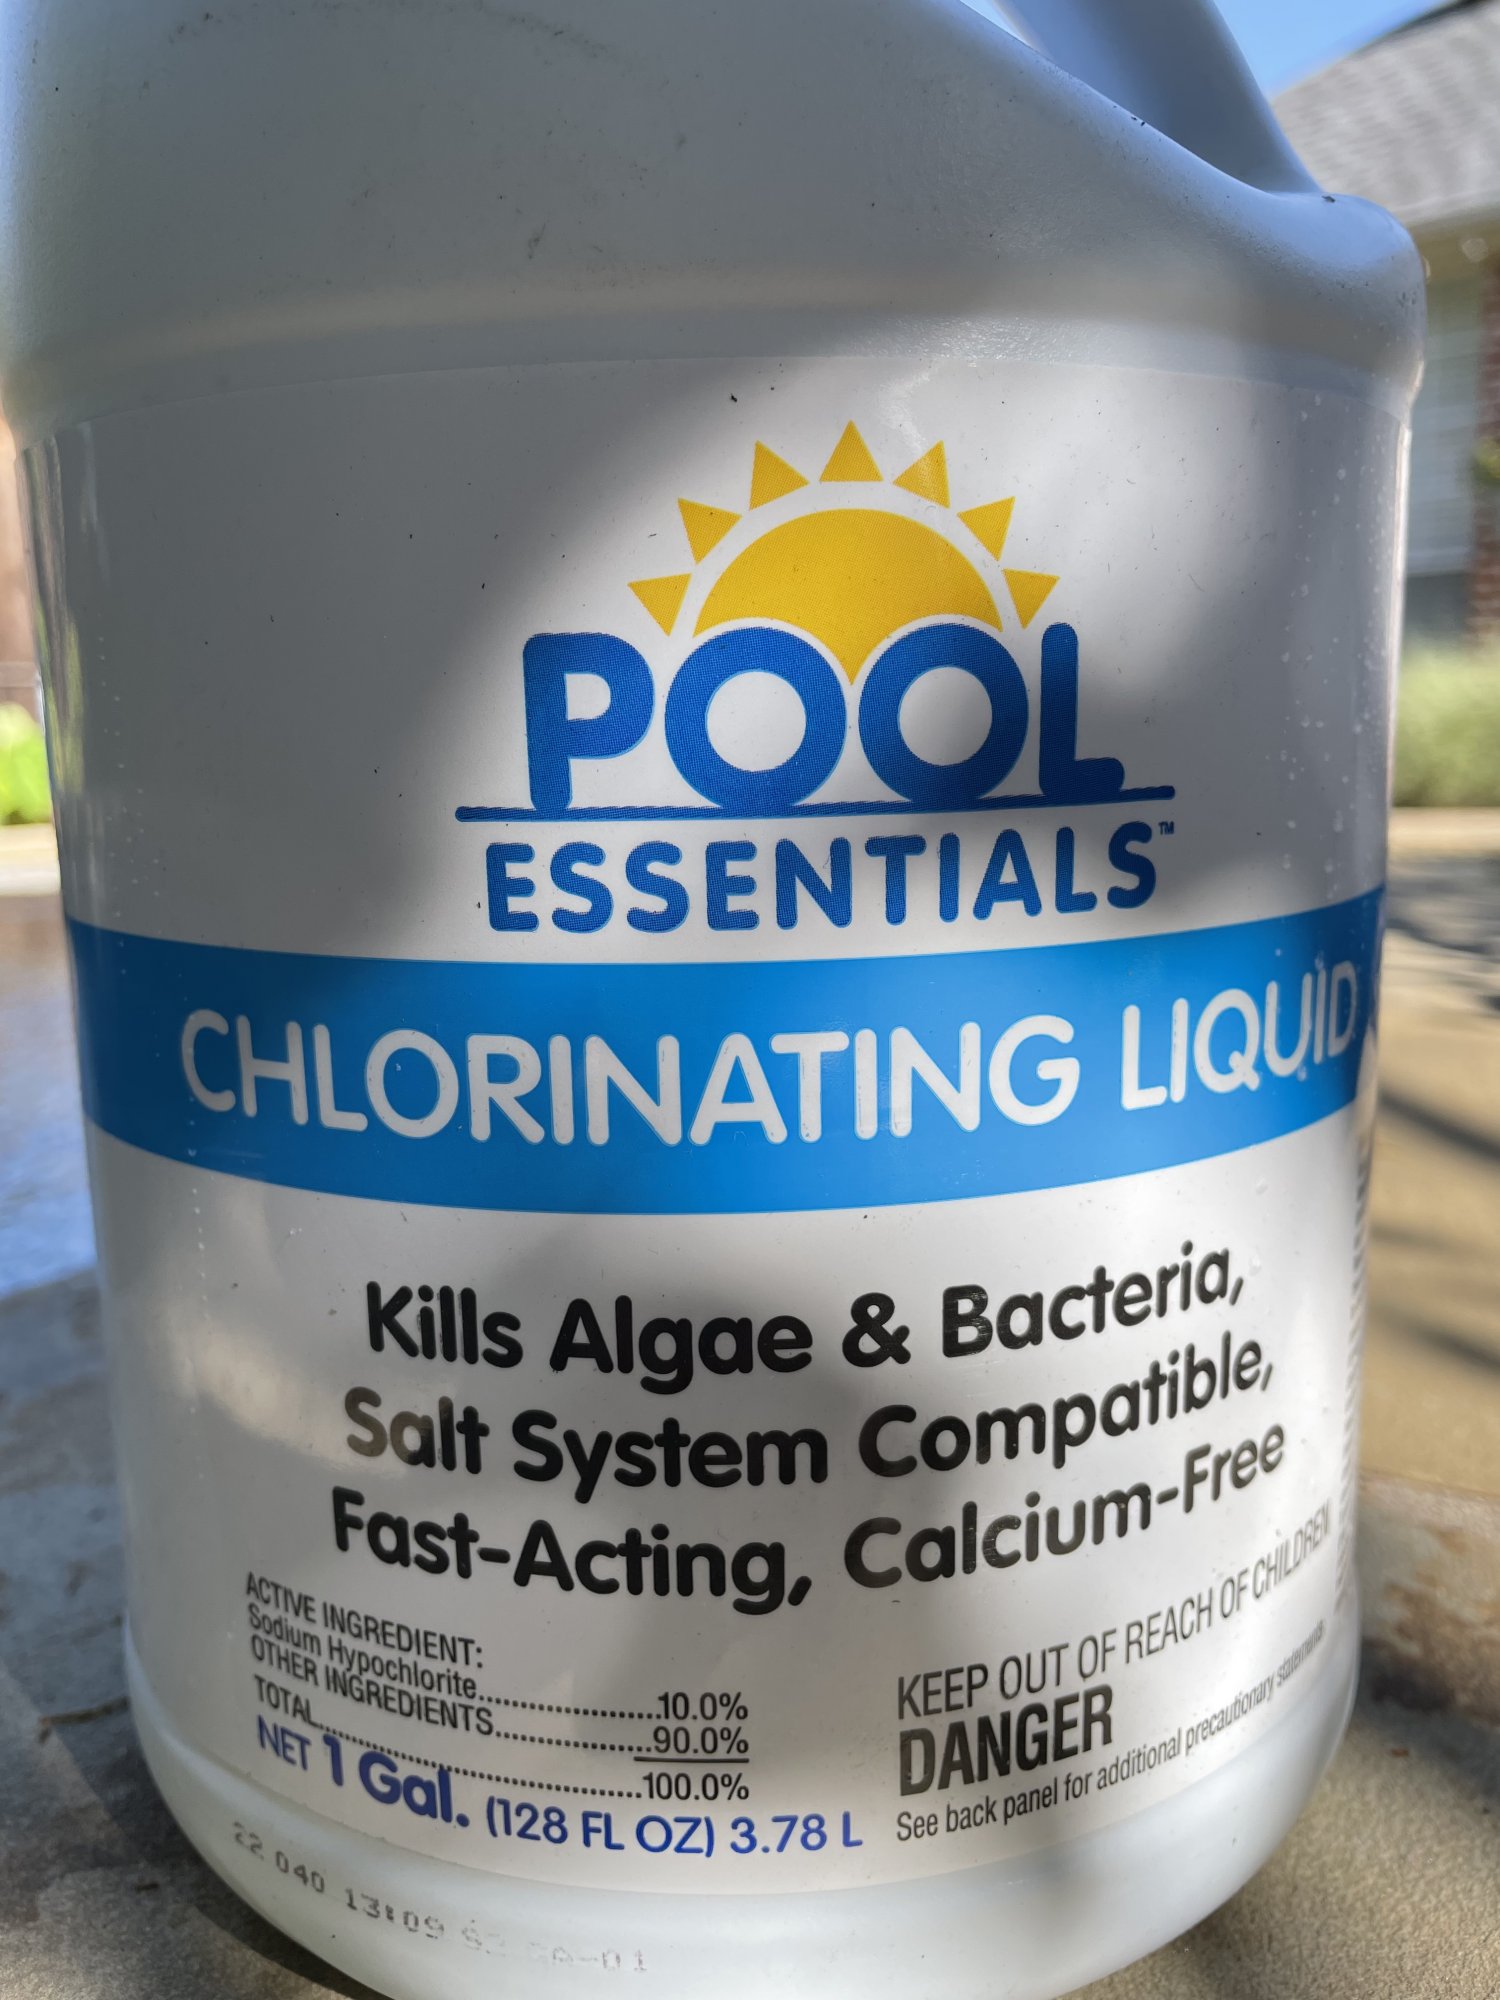 POOL
ESSENTIALS™
CHLORINATING LIQUID
Kills Algae & Bacteria,
Salt System Compatible,
Fast-Acting, Calcium-Free
ACTIVE INGREDIENT:
Sodium Hypochlorite....................10.0%
OTHER INGREDIENTS..................90.0%
TOTAL........................................100.0%
NET 1 Gal. (128 FL OZ) 3.78 L
KEEP OUT OF REACH OF CHILDREN
DANGER
See back panel for additional precautionary statements.
22 040 13:09